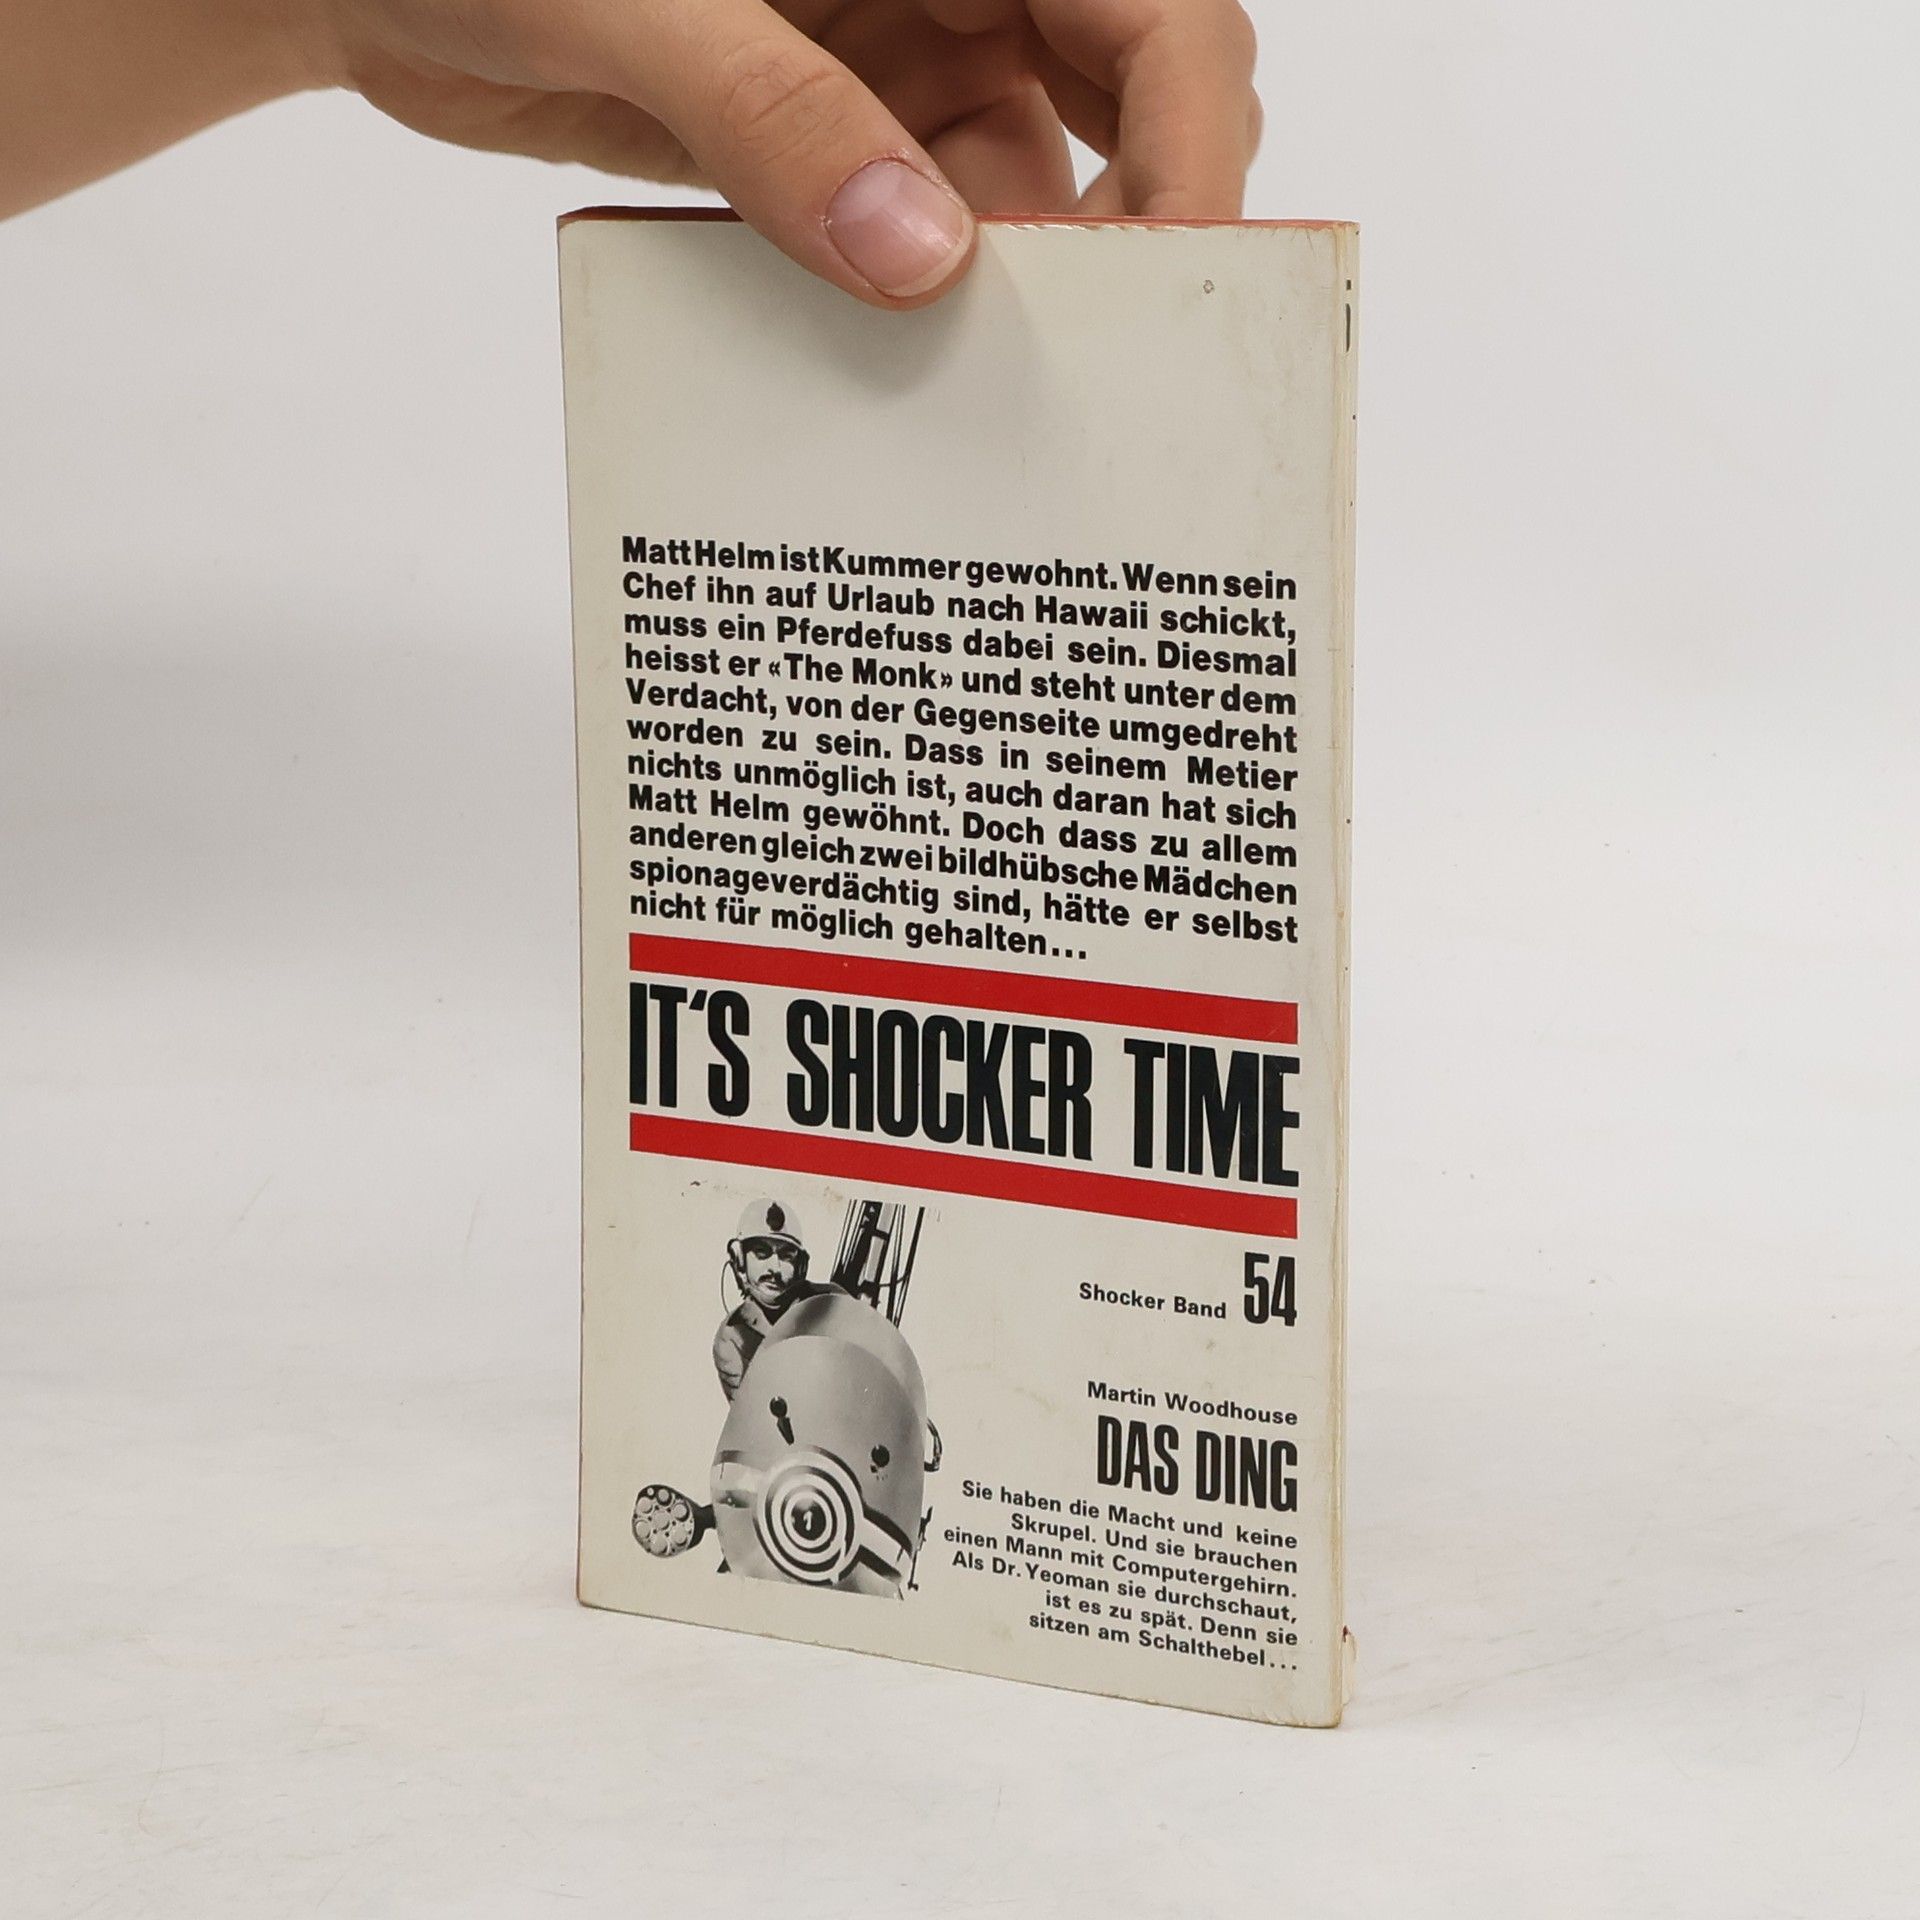 Matt Helm ist Kummer gewohnt. Wenn sein
Chef ihn auf Urlaub nach Hawaii schickt,
muss ein Pferdefuss dabei sein. Diesmal
heisst er «The Monk» und steht unter dem
Verdacht, von der Gegenseite umgedreht
worden zu sein. Dass in seinem Metier
nichts unmöglich ist, auch daran hat sich
Matt Helm gewöhnt. Doch dass zu allem
anderen gleich zwei bildhübsche Mädchen
spionageverdächtig sind, hätte er selbst
nicht für möglich gehalten...
IT'S SHOCKER TIME
Shocker Band 54
Martin Woodhouse
DAS DING
Sie haben die Macht und keine
Skrupel. Und sie brauchen
einen Mann mit Computergehirn.
Als Dr. Yeoman sie durchschaut,
ist es zu spät. Denn sie
sitzen am Schalthebel...